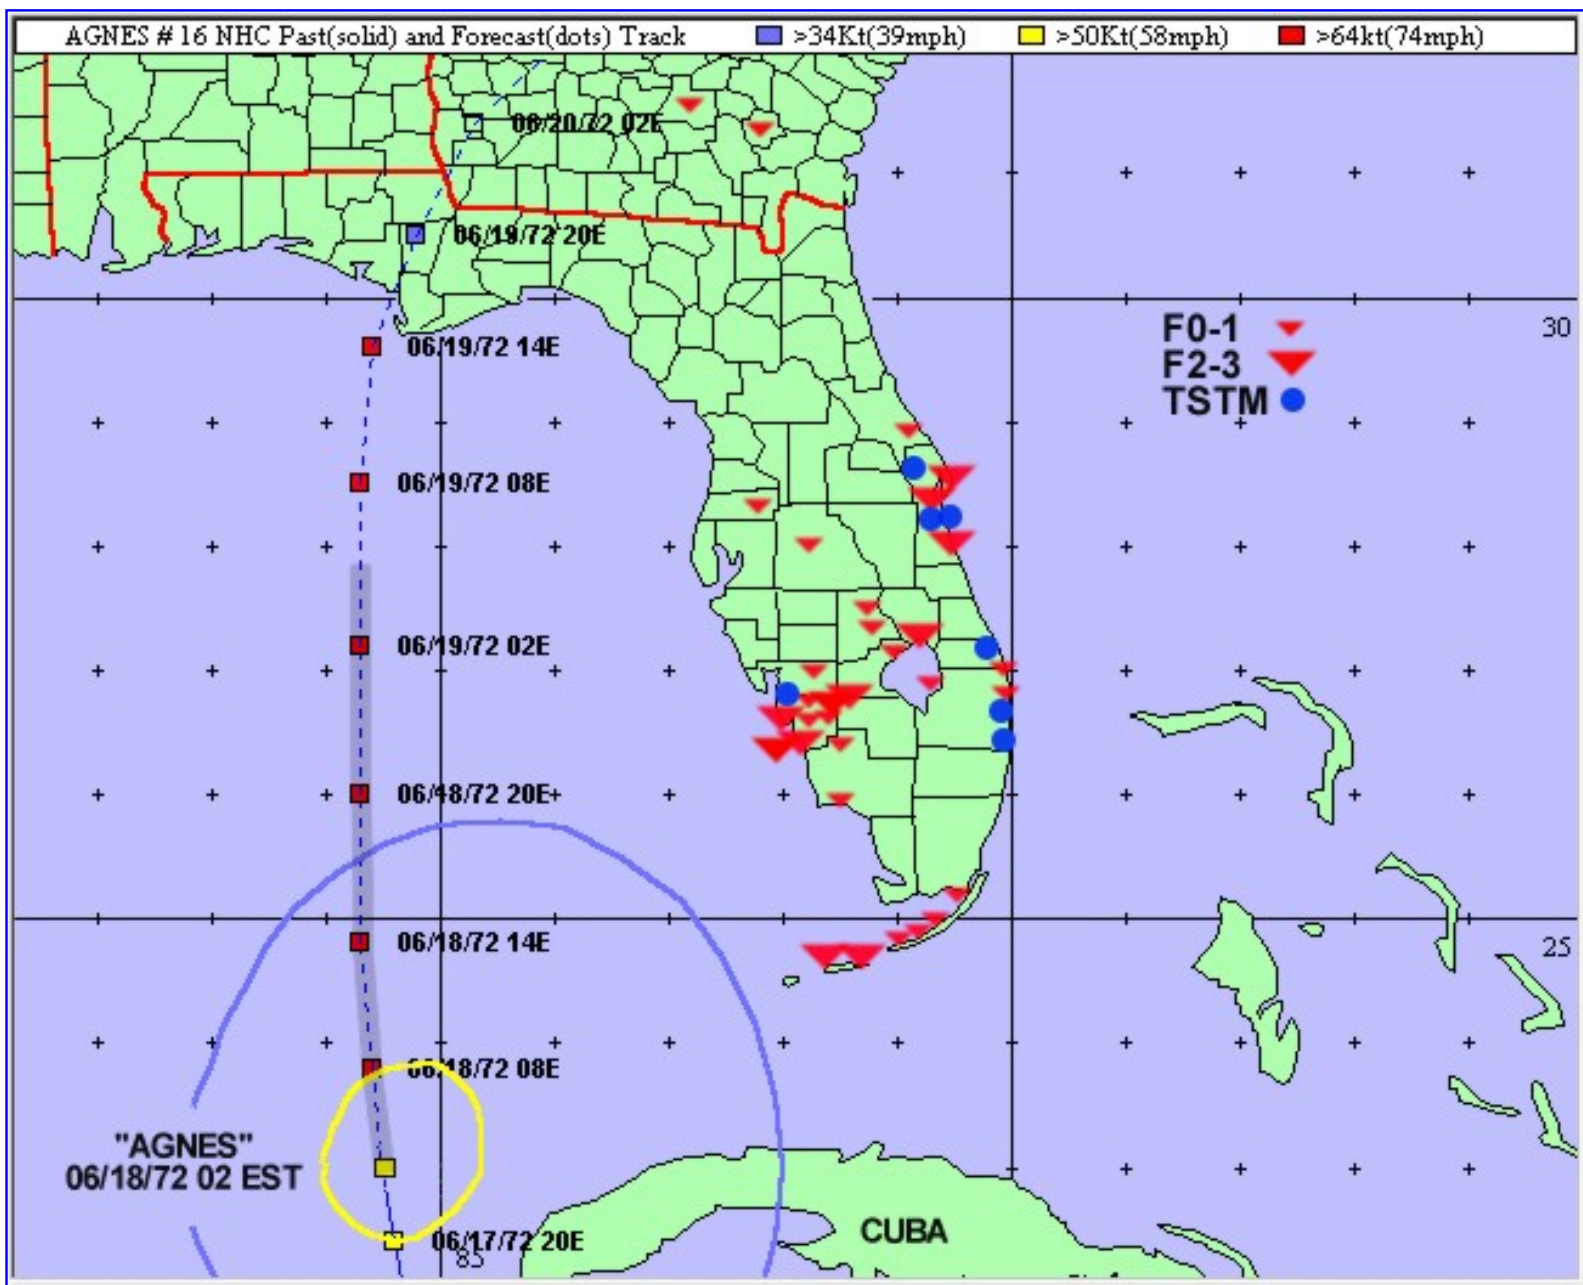 AGNES # 16 NHC Past(solid) and Forecast(dots) Track >34Kt(39mph) >50Kt(58mph) >64kt(74mph)
06/20/72 02E
06/19/72 20E
F0-1
30
06/19/72 14E
F2-3
TSTM
06/19/72 08E
06/19/72 02E
06/18/72 20E
06/18/72 14E
25
06/18/72 08E
"AGNES"
06/18/72 02 EST
CUBA
06/17/72 20E
85